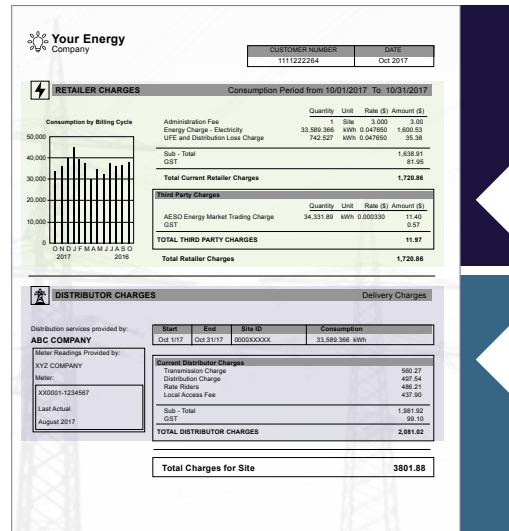 Your Energy
Company
CUSTOMER NUMBER DATE
1111222264 Oct 2017
RETAILER CHARGES Consumption Period from 10/01/2017 To 10/31/2017
Quantity Unit Rate ($) Amount ($)
Consumption by Billing Cycle
Administration Fee 1 Site 3.000 3.00
Energy Charge - Electricity 33,589.366 kWh 0.047650 1,600.53
UFE and Distribution Loss Charge 742.527 kWh 0.047650 35.38
50,000
40,000
30,000
20,000
10,000
0
O N D J F M A M J J A S O
2017 2016
Sub - Total 1,638.91
GST 81.95
Total Current Retailer Charges 1,720.86
Third Party Charges
Quantity Unit Rate ($) Amount ($)
AESO Energy Market Trading Charge 34,331.89 kWh 0.000330 11.40
GST 0.57
TOTAL THIRD PARTY CHARGES 11.97
Total Retailer Charges 1,720.86
DISTRIBUTOR CHARGES Delivery Charges
Distribution services provided by:
ABC COMPANY
Meter Readings Provided by:
XYZ COMPANY
Meter:
XX0001-1234567
Last Actual
August 2017
Start End Site ID Consumption
Oct 1/17 Oct 31/17 0000XXXXX 33,589.366 kWh
Current Distributor Charges
Transmission Charge 560.27
Distribution Charge 497.54
Rate Riders 486.21
Local Access Fee 437.90
Sub - Total 1,981.92
GST 99.10
TOTAL DISTRIBUTOR CHARGES 2,081.02
Total Charges for Site 3801.88